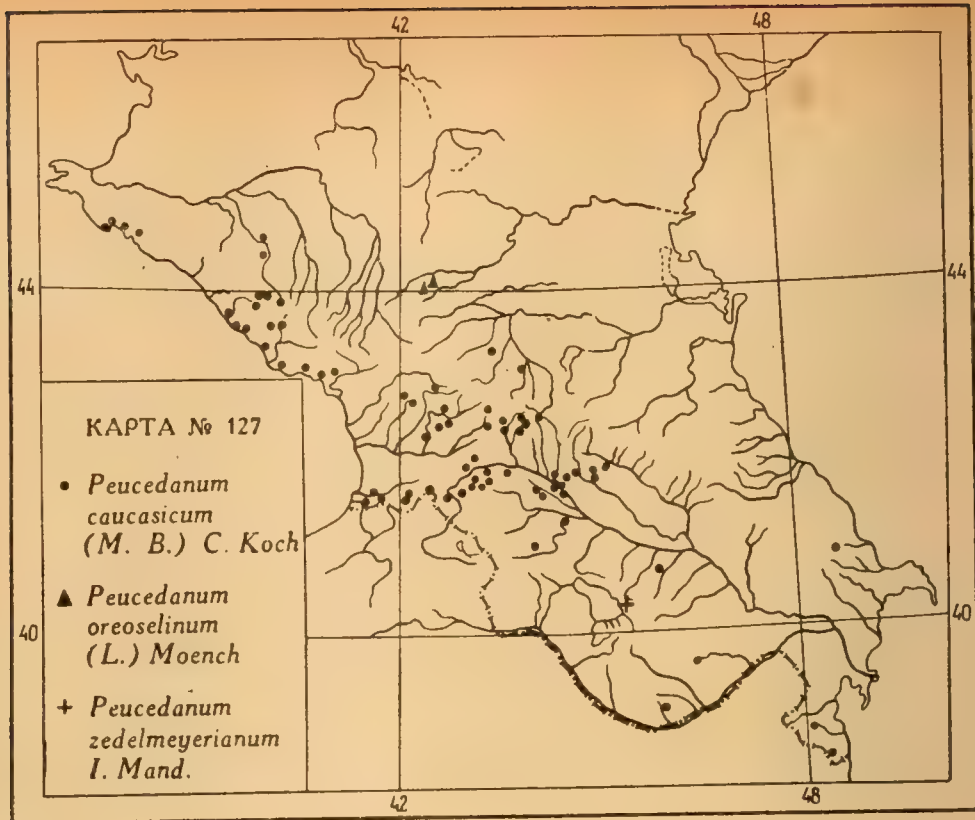 42
48
44
44
КАРТА № 127
Peucedanum
caucasicum
(M. B.) C. Koch
Peucedanum
oreoselinum
(L.) Moench
40
40
Peucedanum
zedelmeyerianum
I. Mand.
42
48